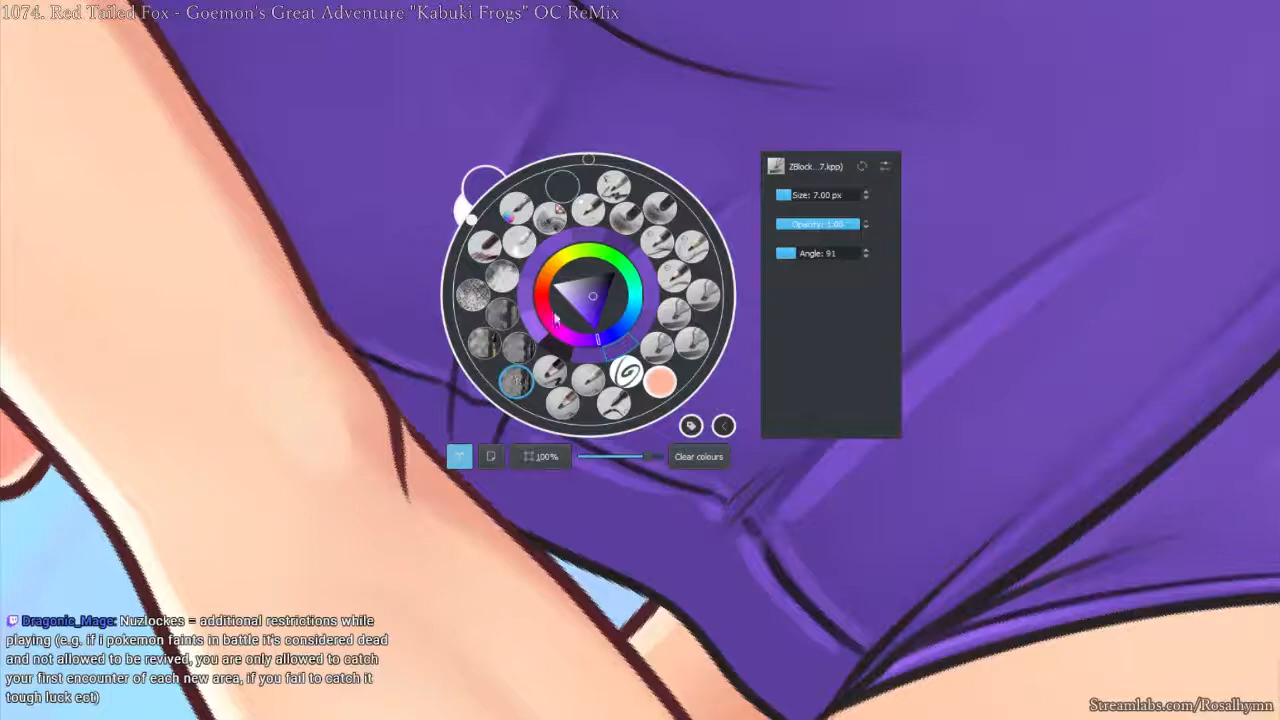 1074. Red Tailed Fox - Goemon's Great Adventure "Kabuki Frogs" OC ReMix
ZBlock...7.kpp)
Size: 7.00 px
Opacity: 1.00
Angle: 91
100%
Clear colours
Dragonic_Mage: Nuzlockes = additional restrictions while
playing (e.g. if i pokemon faints in battle it's considered dead
and not allowed to be revived, you are only allowed to catch
your first encounter of each new area, if you fail to catch it
tough luck ect)
Streamlabs.com/Rosalhymn